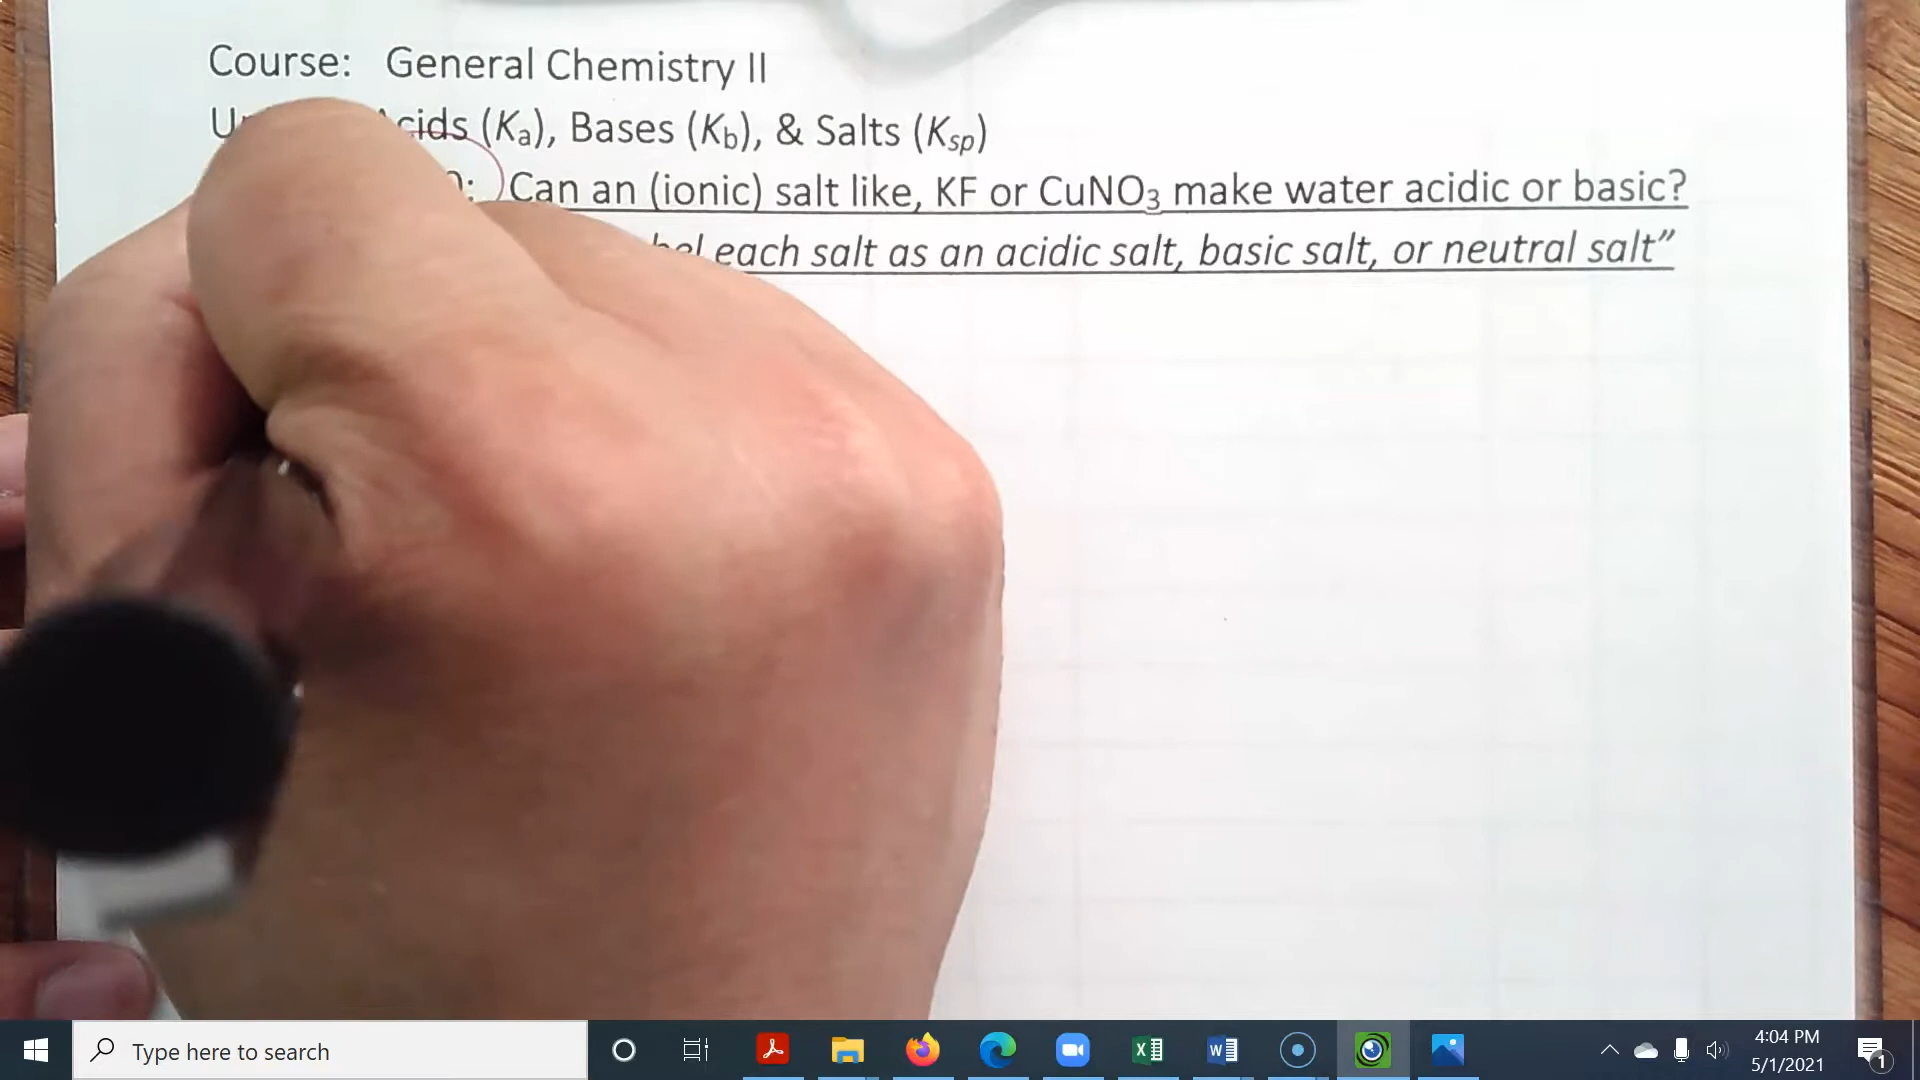 Course: General Chemistry II
(Ka), Bases (Kb), & Salts (Ksp)
Can an (ionic) salt like, KF or CuNO3 make water acidic or basic?
each salt as an acidic salt, basic salt, or neutral salt”
Type here to search
4:04 PM
5/1/2021
1